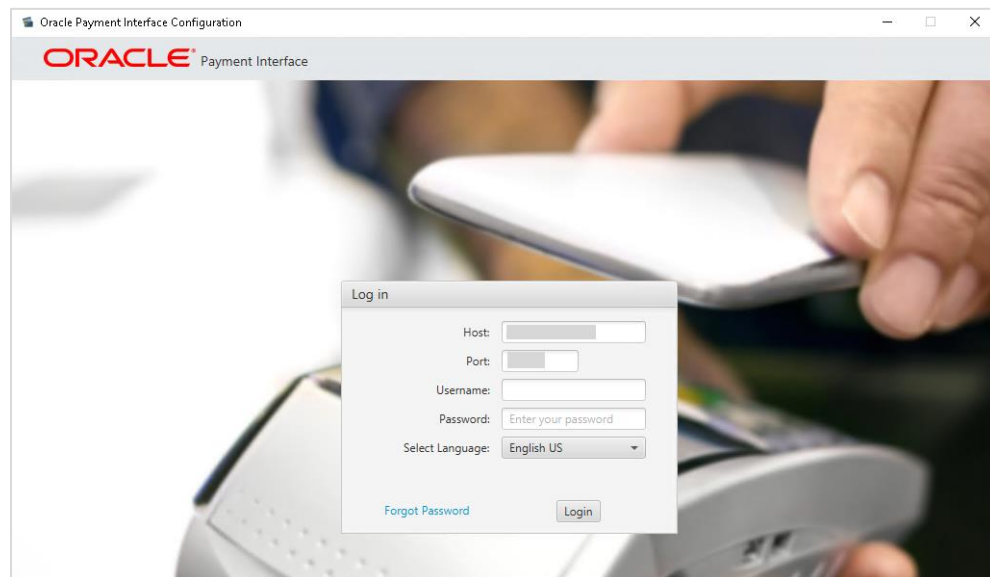 Oracle Payment Interface Configuration
ORACLE® Payment Interface
Log in
Host:
Port:
Username:
Password: Enter your password
Select Language: English US
Forgot Password Login